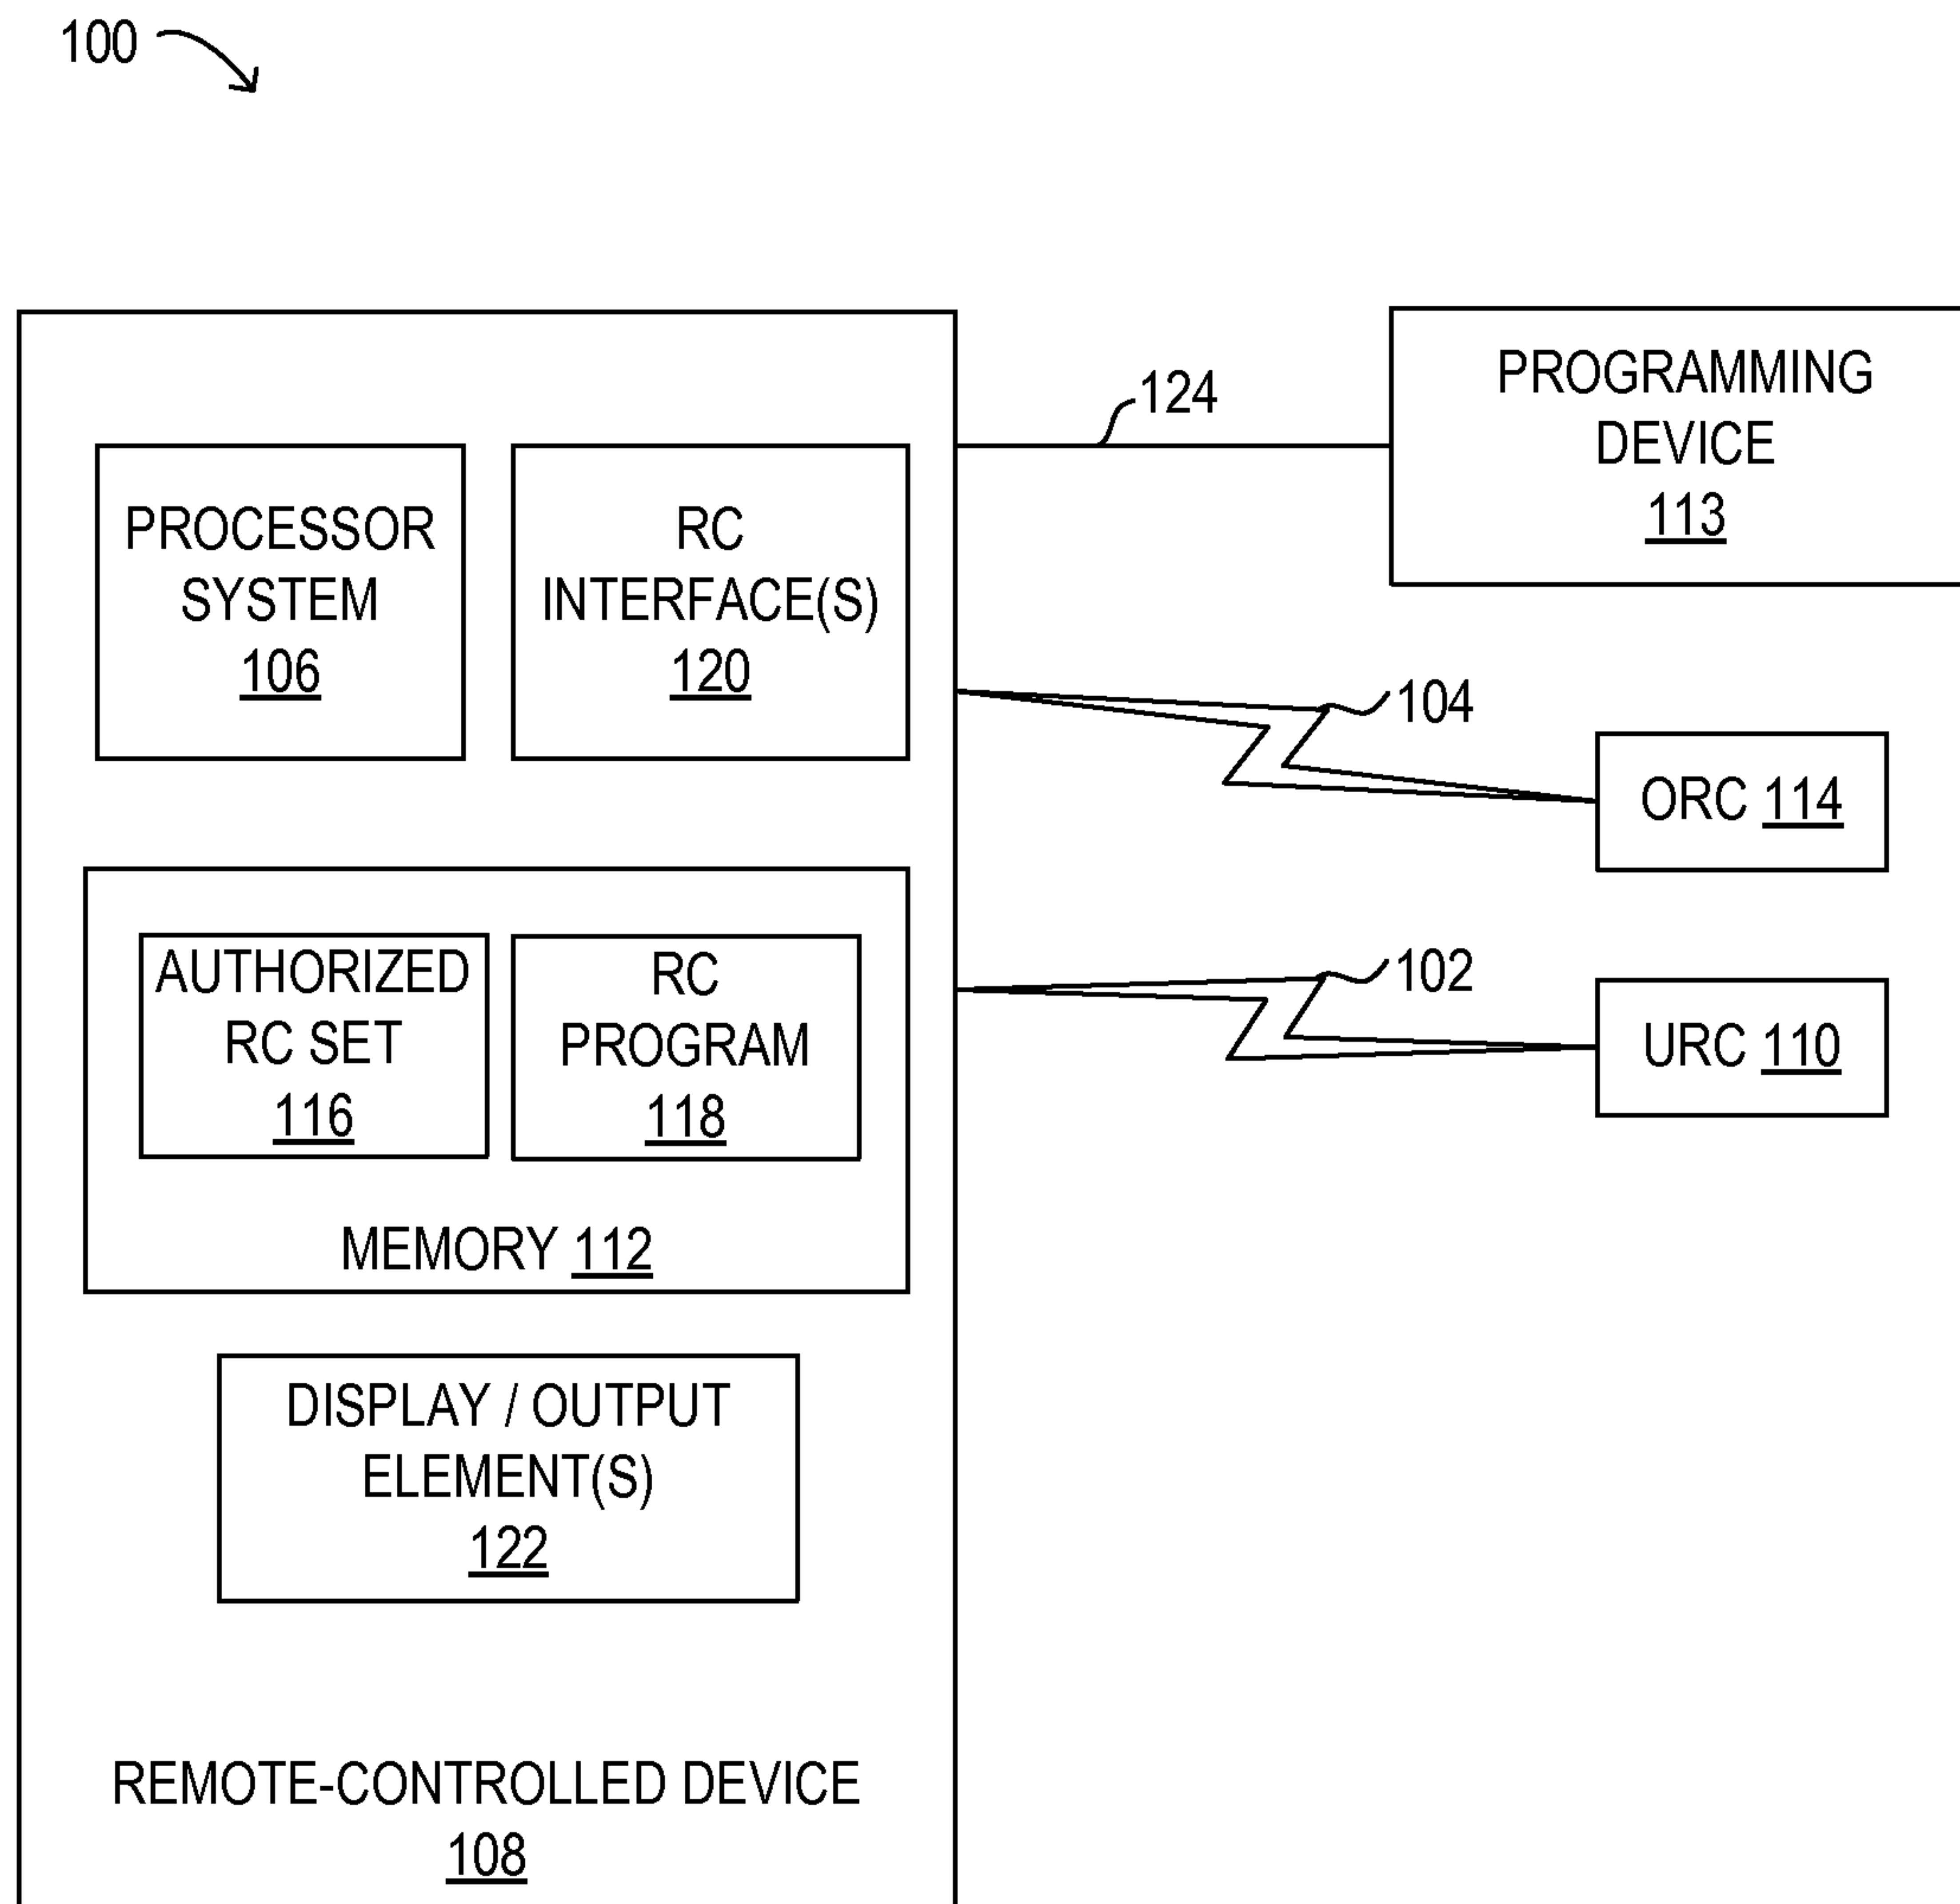 100
PROCESSOR
SYSTEM
106
RC
INTERFACE(S)
120
AUTHORIZED
RC SET
116
RC
PROGRAM
118
MEMORY 112
DISPLAY / OUTPUT
ELEMENT(S)
122
REMOTE-CONTROLLED DEVICE
108
124
PROGRAMMING
DEVICE
113
104
ORC 114
102
URC 110